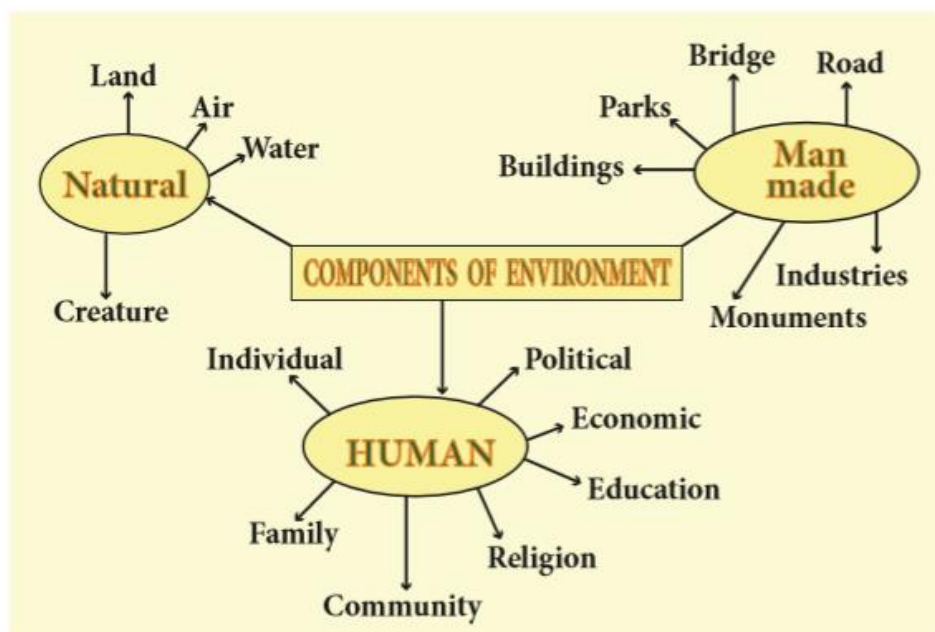 Land
Air
Water
Natural
Creature
Bridge
Road
Parks
Buildings
Man
made
Industries
Monuments
COMPONENTS OF ENVIRONMENT
Individual
Political
Economic
HUMAN
Education
Family
Religion
Community